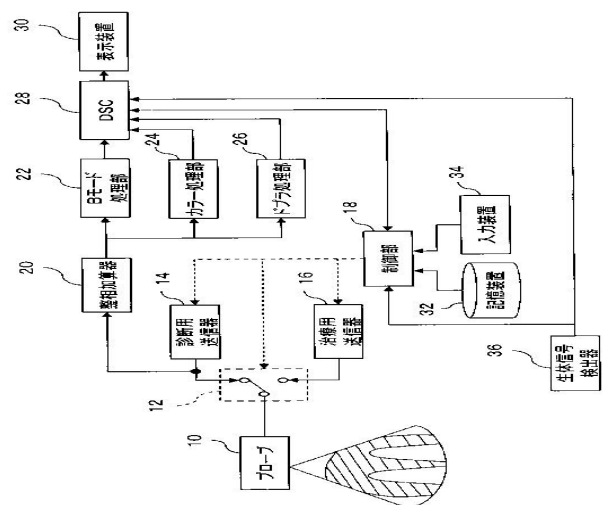 30
表示装置
28
DSC
22
Bモード
処理部
24
カラー処理部
26
ドプラ処理部
20
整相加算器
14
診断用
送信器
16
治療用
送信器
18
制御部
34
入力装置
32
記憶装置
12
10
プローブ
36
生体信号
検出器